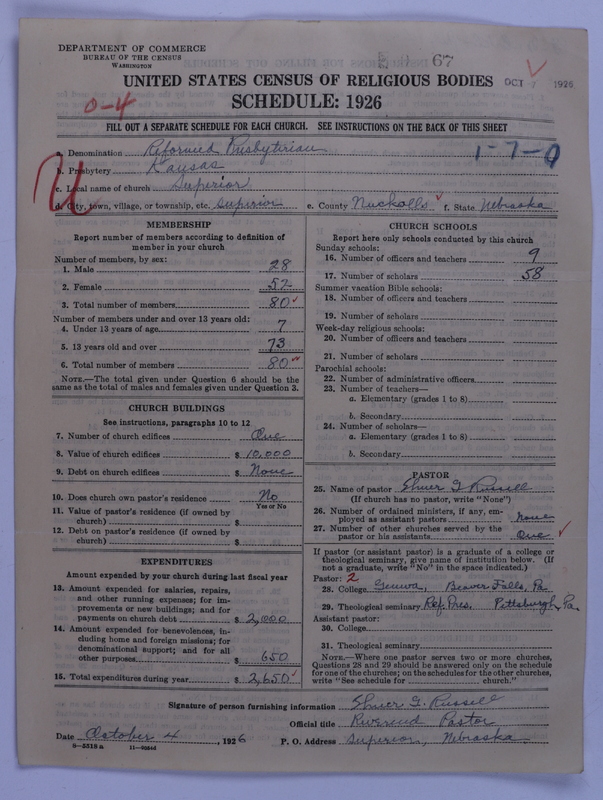 DEPARTMENT OF COMMERCE
BUREAU OF THE CENSUS
WASHINGTON
67
UNITED STATES CENSUS OF RELIGIOUS BODIES
OCT 7 1926
SCHEDULE: 1926
0-4
FILL OUT A SEPARATE SCHEDULE FOR EACH CHURCH. SEE INSTRUCTIONS ON THE BACK OF THIS SHEET
a. Denomination Reformed Presbyterian
1-7-0
b. Presbytery Kansas
c. Local name of church Superior
d. City, town, village, or township, etc. Superior e. County Nuckolls f. State Nebraska
MEMBERSHIP
Report number of members according to definition of member in your church
Number of members, by sex:
1. Male 28
2. Female 52
3. Total number of members 80
Number of members under and over 13 years old:
4. Under 13 years of age 7
5. 13 years old and over 73
6. Total number of members 80
NOTE.—The total given under Question 6 should be the
same as the total of males and females given under Question 3.
CHURCH BUILDINGS
See instructions, paragraphs 10 to 12
7. Number of church edifices One
8. Value of church edifices $ 10,000
9. Debt on church edifices $ None
10. Does church own pastor's residence No
Yes or No
11. Value of pastor's residence (if owned by
church) $
12. Debt on pastor's residence (if owned by
church) $
EXPENDITURES
Amount expended by your church during last fiscal year
13. Amount expended for salaries, repairs,
and other running expenses; for im-
provements or new buildings; and for
payments on church debt $ 2,000
14. Amount expended for benevolences, in-
cluding home and foreign missions; for
denominational support; and for all
other purposes $ 650
15. Total expenditures during year $ 2,650
CHURCH SCHOOLS
Report here only schools conducted by this church
Sunday schools:
16. Number of officers and teachers 9
17. Number of scholars 58
Summer vacation Bible schools:
18. Number of officers and teachers
19. Number of scholars
Week-day religious schools:
20. Number of officers and teachers
21. Number of scholars
Parochial schools:
22. Number of administrative officers
23. Number of teachers—
a. Elementary (grades 1 to 8)
b. Secondary
24. Number of scholars—
a. Elementary (grades 1 to 8)
b. Secondary
PASTOR
25. Name of pastor Elmer G. Russell
(If church has no pastor, write "None")
26. Number of ordained ministers, if any, em-
ployed as assistant pastors None
27. Number of other churches served by the
pastor or his assistants One
If pastor (or assistant pastor) is a graduate of a college or
theological seminary, give name of institution below. (If
not a graduate, write "No" in the space indicated.)
Pastor: 2
28. College Geneva, Beaver Falls, Pa
29. Theological seminary Ref. Pres, Pittsburgh, Pa.
Assistant pastor:
30. College
31. Theological seminary
NOTE.—Where one pastor serves two or more churches,
Questions 28 and 29 should be answered only on the schedule
for one of the churches; on the schedules for the other churches,
write "See schedule for church."
Signature of person furnishing information Elmer G. Russell
Official title Reverend Pastor
Date October 4, 1926 P. O. Address Superior, Nebraska
8-5318 a